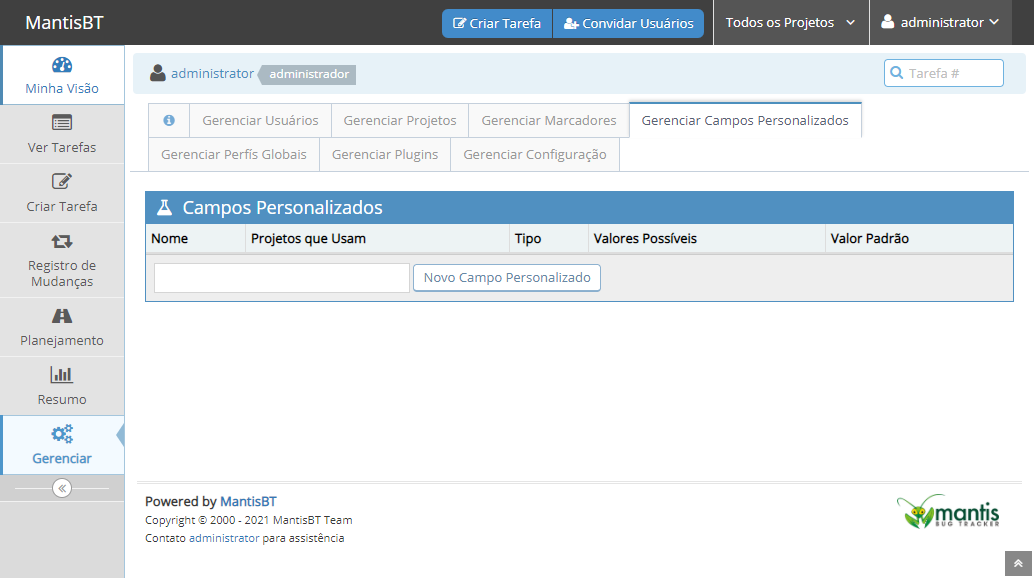 MantisBT
Criar Tarefa
Convidar Usuários
Todos os Projetos
administrator
Minha Visão
Ver Tarefas
Criar Tarefa
Registro de
Mudanças
Planejamento
Resumo
Gerenciar
administrator administrador
Tarefa #
Gerenciar Usuários
Gerenciar Projetos
Gerenciar Marcadores
Gerenciar Campos Personalizados
Gerenciar Perfís Globais
Gerenciar Plugins
Gerenciar Configuração
Campos Personalizados
Nome
Projetos que Usam
Tipo
Valores Possíveis
Valor Padrão
Novo Campo Personalizado
Powered by MantisBT
Copyright © 2000 - 2021 MantisBT Team
Contato administrator para assistência
mantis
BUG TRACKER